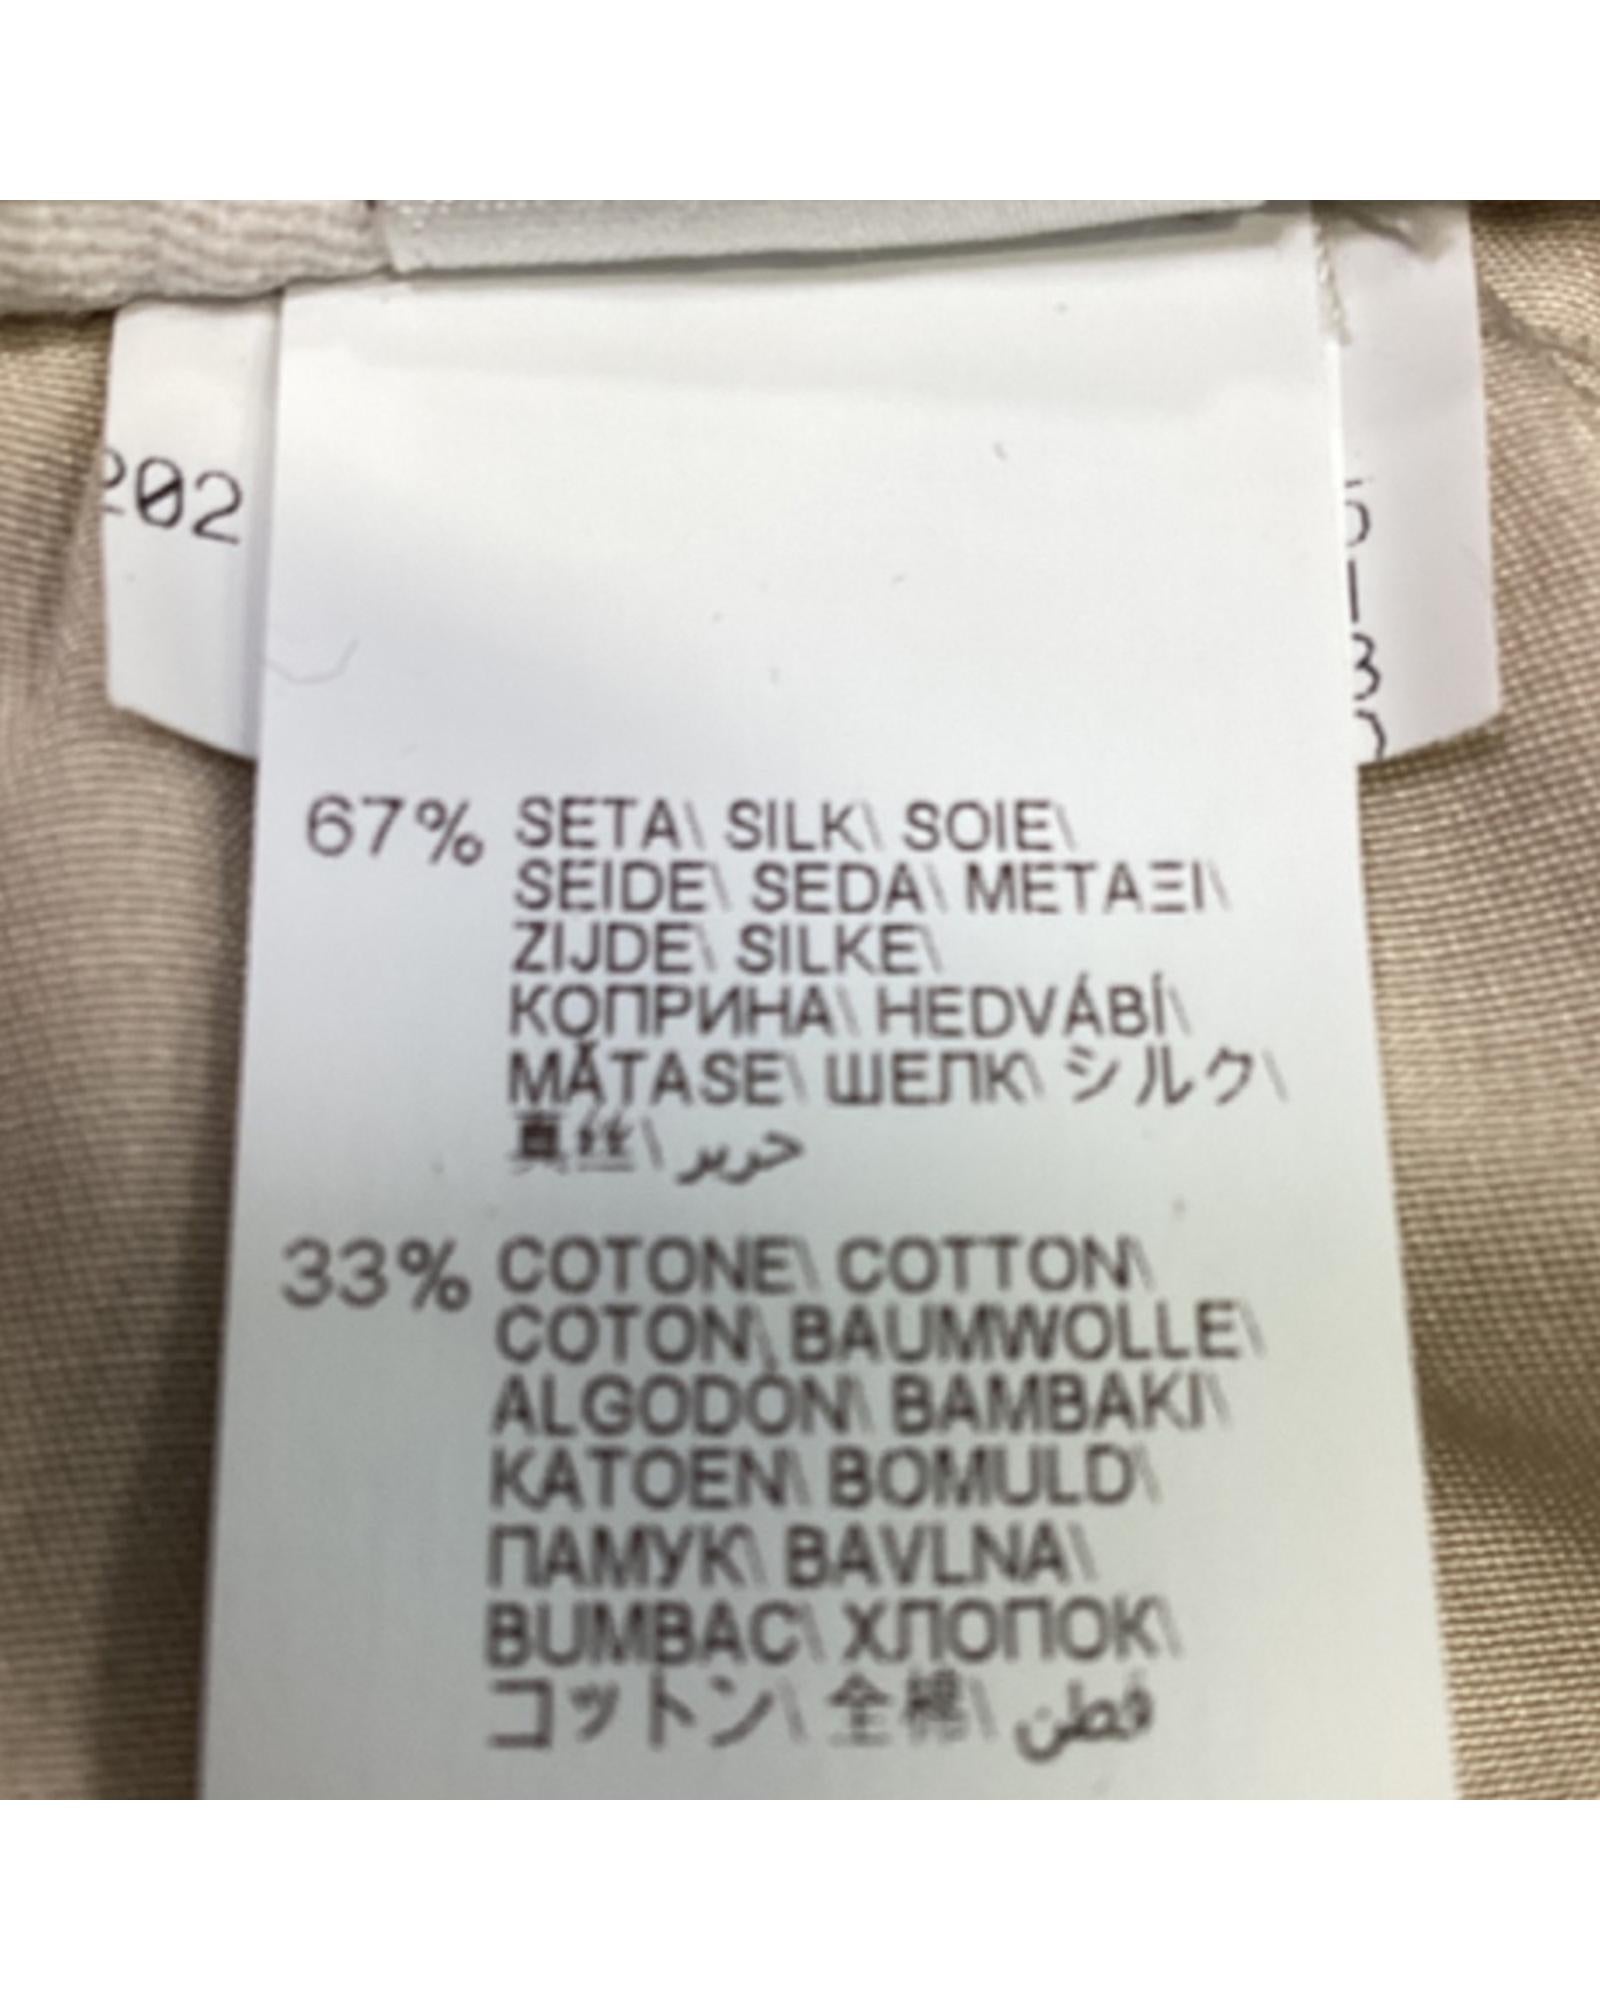 202
3
67% SETA\ SILK\ SOIE\
SEIDE\ SEDA\ ΜΕΤΑΞΙ\
ZIJDE\ SILKE\
КОПРИНА\ HEDVÁBÍ\
MĂTASE\ ШЕЛК\ シルク\
真丝\ حرير
33% COTONE\ COTTON\
COTON\ BAUMWOLLE\
ALGODÓN\ BAMBAKI\
KATOEN\ BOMULD\
ПАМУК\ BAVLNA\
BUMBAC\ ХЛОПОК\
コットン\ 全棉\ قطن